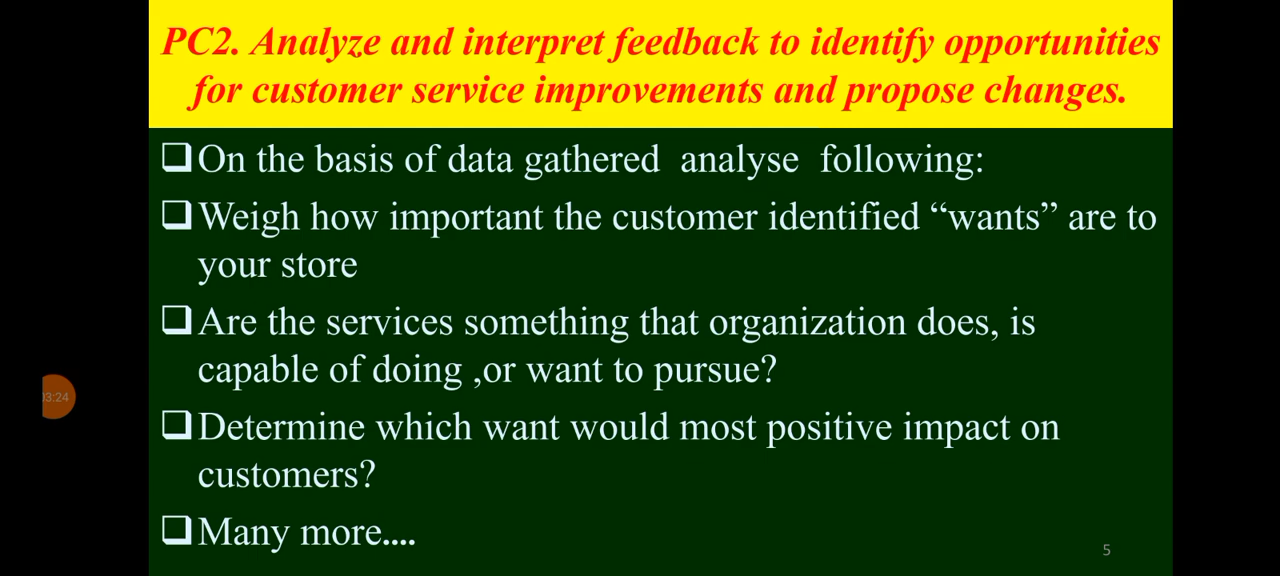 PC2. Analyze and interpret feedback to identify opportunities
for customer service improvements and propose changes.
On the basis of data gathered analyse following:
Weigh how important the customer identified “wants” are to
your store
Are the services something that organization does, is
capable of doing ,or want to pursue?
03:24
Determine which want would most positive impact on
customers?
Many more....
5